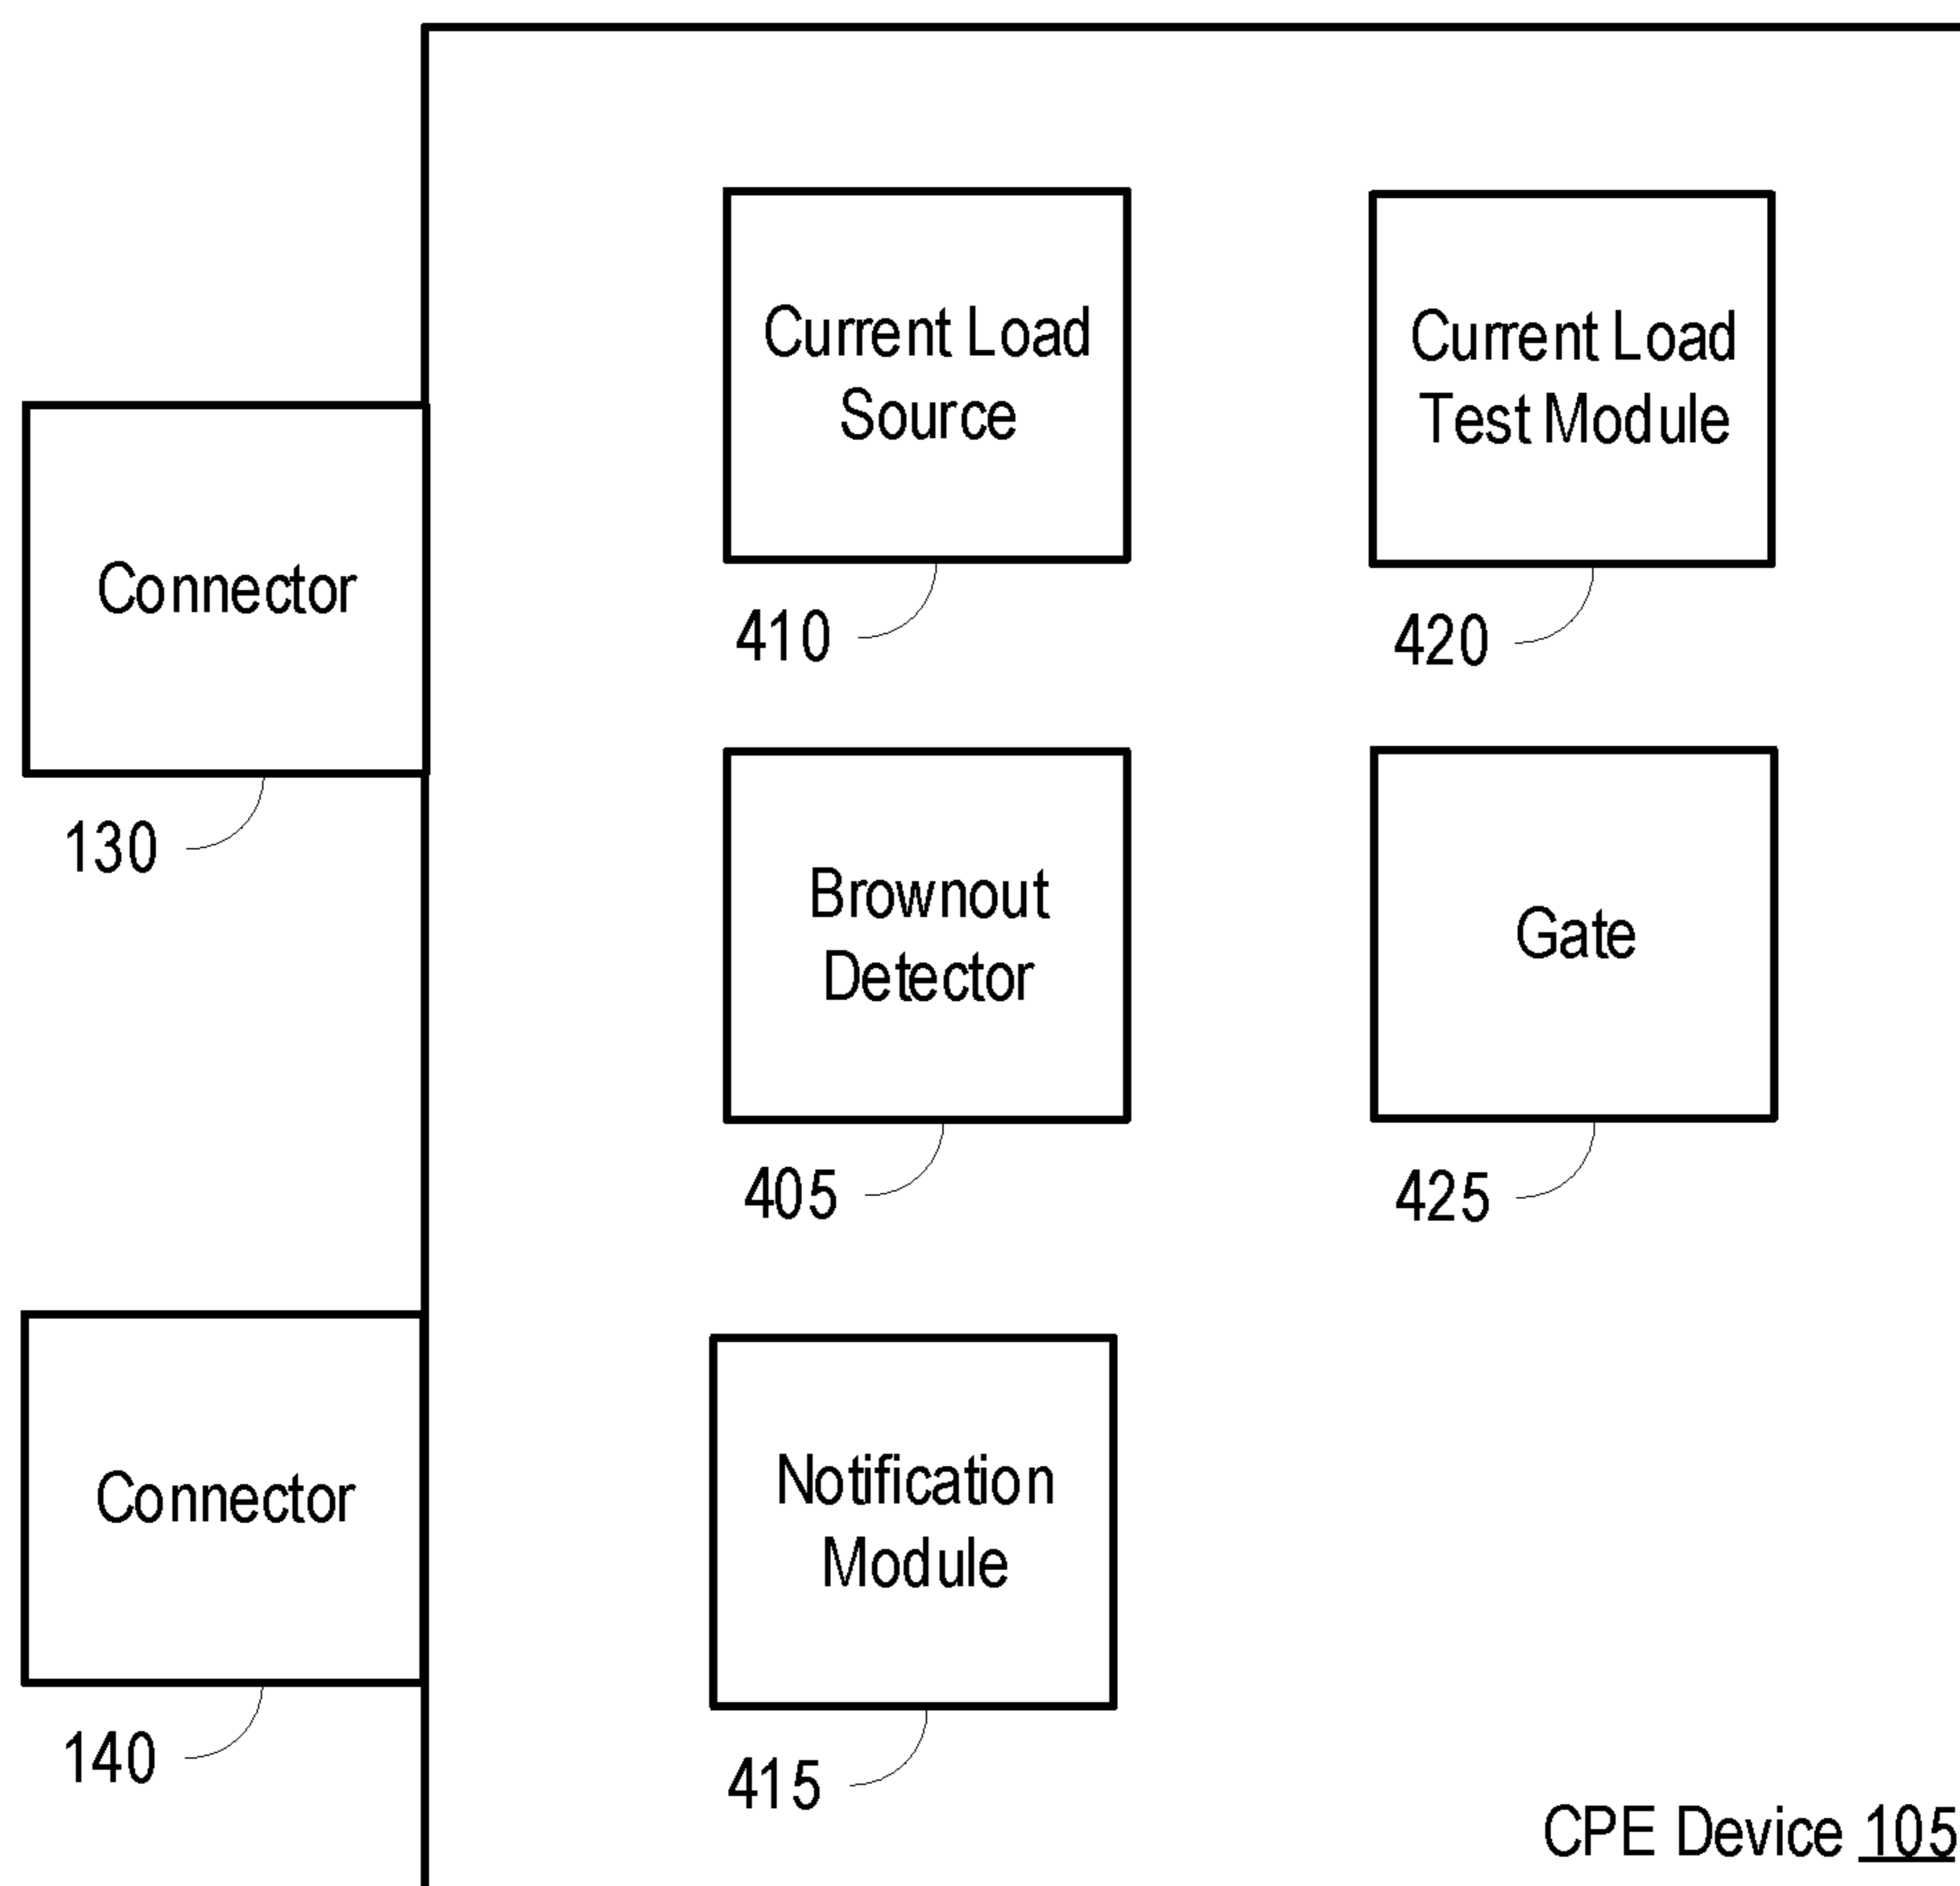 Current Load
Source
410
Current Load
Test Module
420
Connector
130
Brownout
Detector
405
Gate
425
Connector
140
Notification
Module
415
CPE Device 105